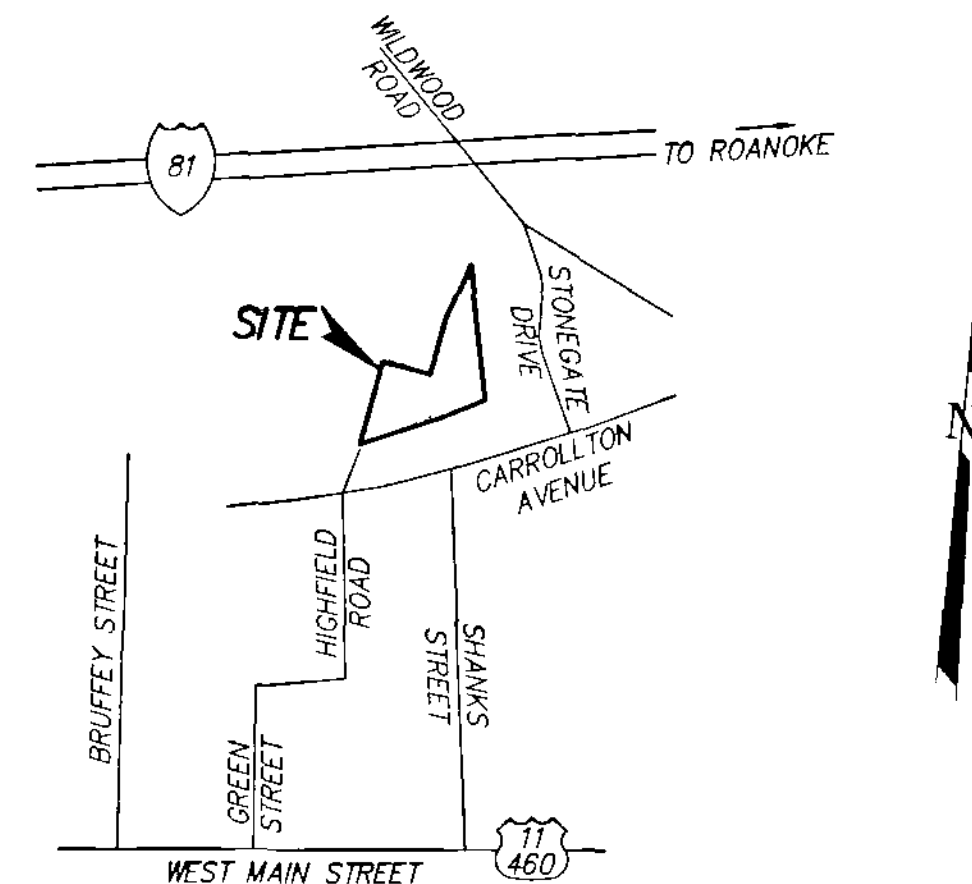 WILDWOOD
ROAD
81
TO ROANOKE
SITE
STONEGATE
DRIVE
N
CARROLLTON
AVENUE
BRUFFEY STREET
HIGHFIELD
ROAD
SHANKS
STREET
GREEN
STREET
11
460
WEST MAIN STREET